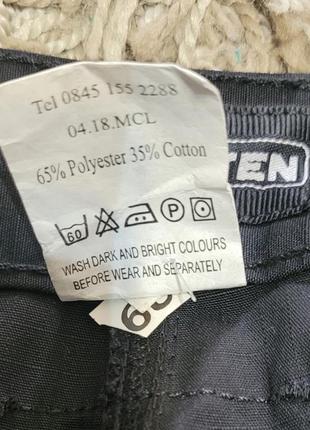 Tel 0845 155 2288
04.18.MCL
65% Polyester 35% Cotton
TEN
60 P
WASH DARK AND BRIGHT COLOURS
BEFORE WEAR AND SEPARATELY